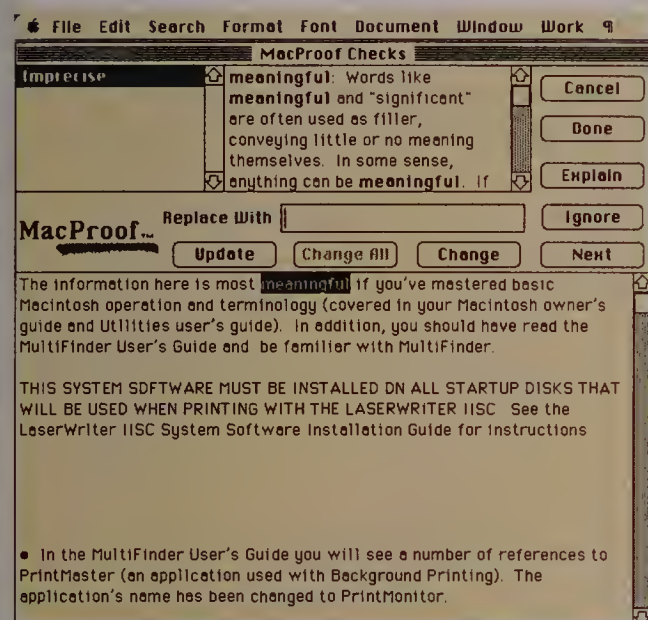 File Edit Search Format Font Document Window Work ¶
MacProof Checks
Imprecise
meaningful: Words like
meaningful and "significant"
are often used as filler,
conveying little or no meaning
themselves. In some sense,
anything can be meaningful. If
Cancel
Done
Explain
MacProof™
Replace With
Ignore
Update
Change All
Change
Next
The information here is most meaningful if you've mastered basic
Macintosh operation and terminology (covered in your Macintosh owner's
guide and Utilities user's guide). In addition, you should have read the
MultiFinder User's Guide and be familiar with MultiFinder.
THIS SYSTEM SOFTWARE MUST BE INSTALLED ON ALL STARTUP DISKS THAT
WILL BE USED WHEN PRINTING WITH THE LASERWRITER IISC See the
LaserWriter IISC System Software Installation Guide for instructions
• In the MultiFinder User's Guide you will see a number of references to
PrintMaster (an application used with Background Printing). The
application's name has been changed to PrintMonitor.